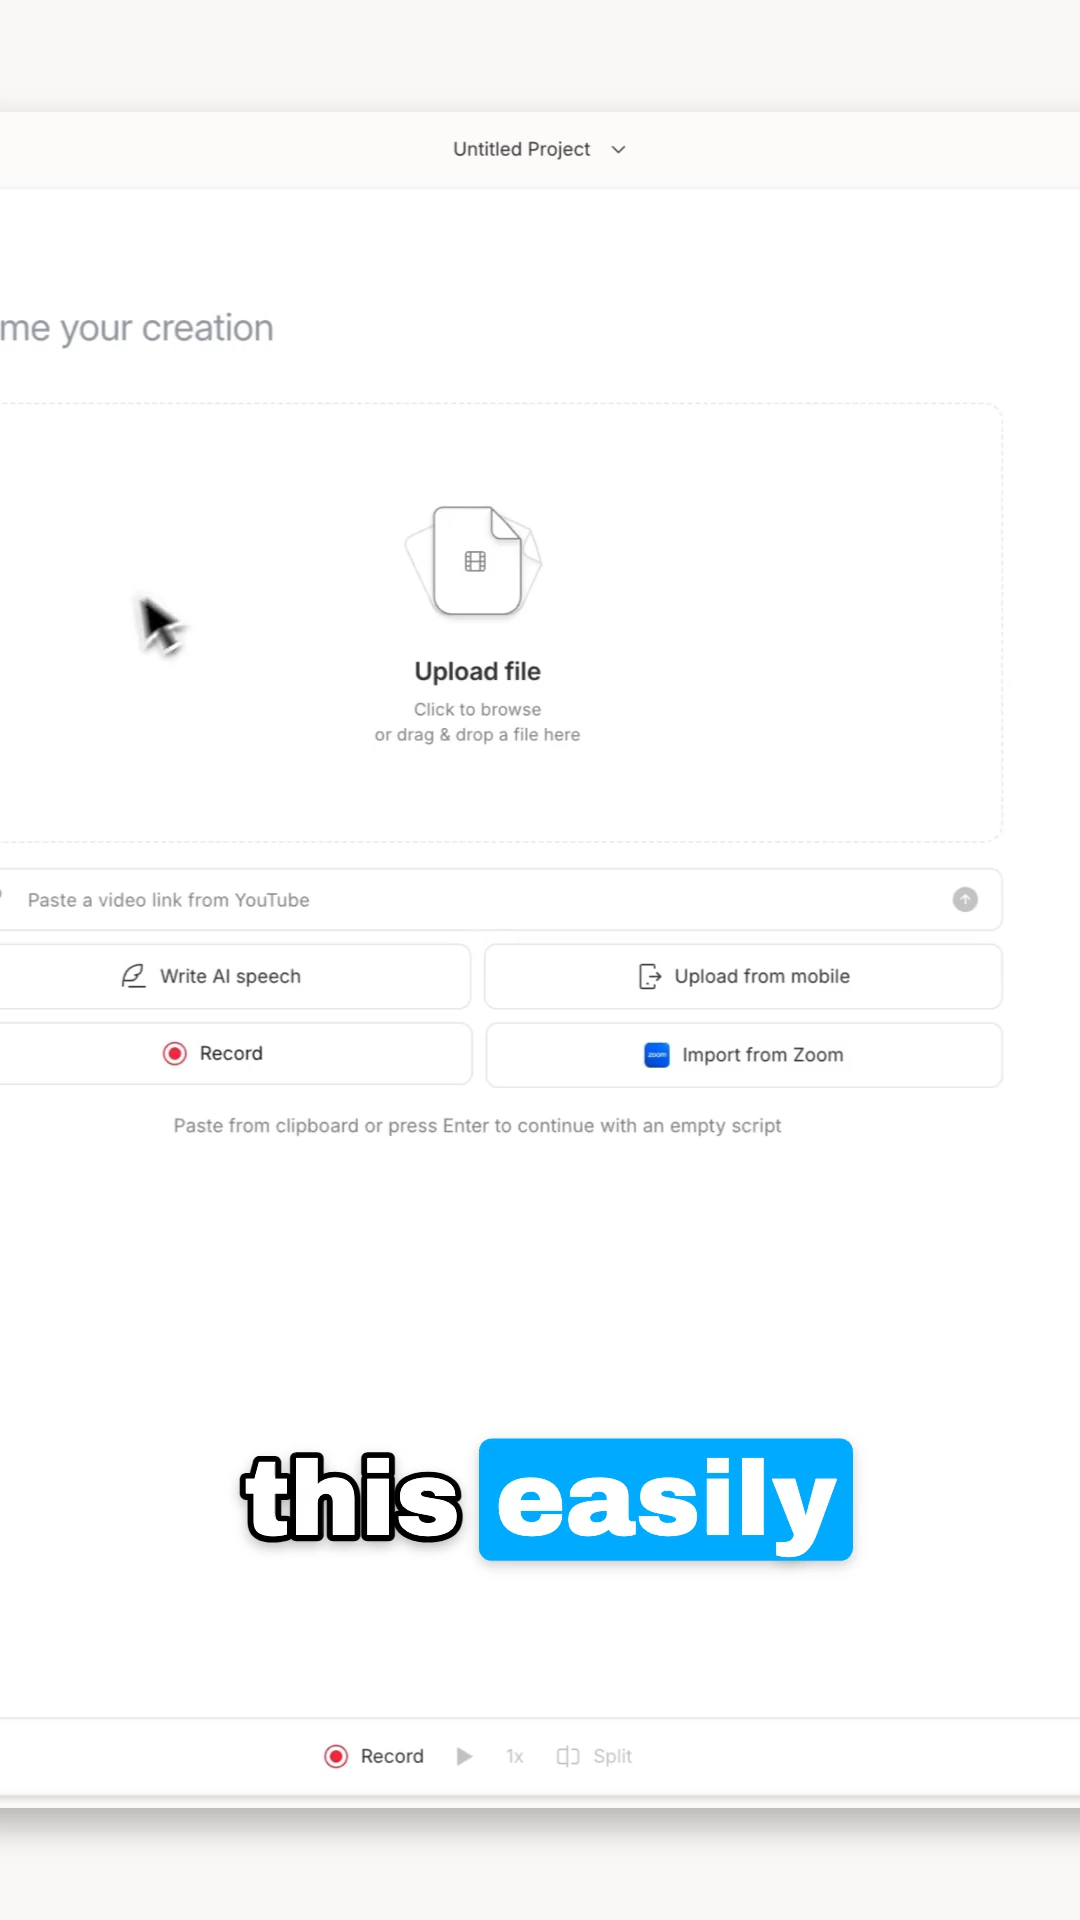 Untitled Project
me your creation
Upload file
Click to browse
or drag & drop a file here
Paste a video link from YouTube
Write AI speech
Upload from mobile
Record
zoom Import from Zoom
Paste from clipboard or press Enter to continue with an empty script
this easily
Record 1x Split